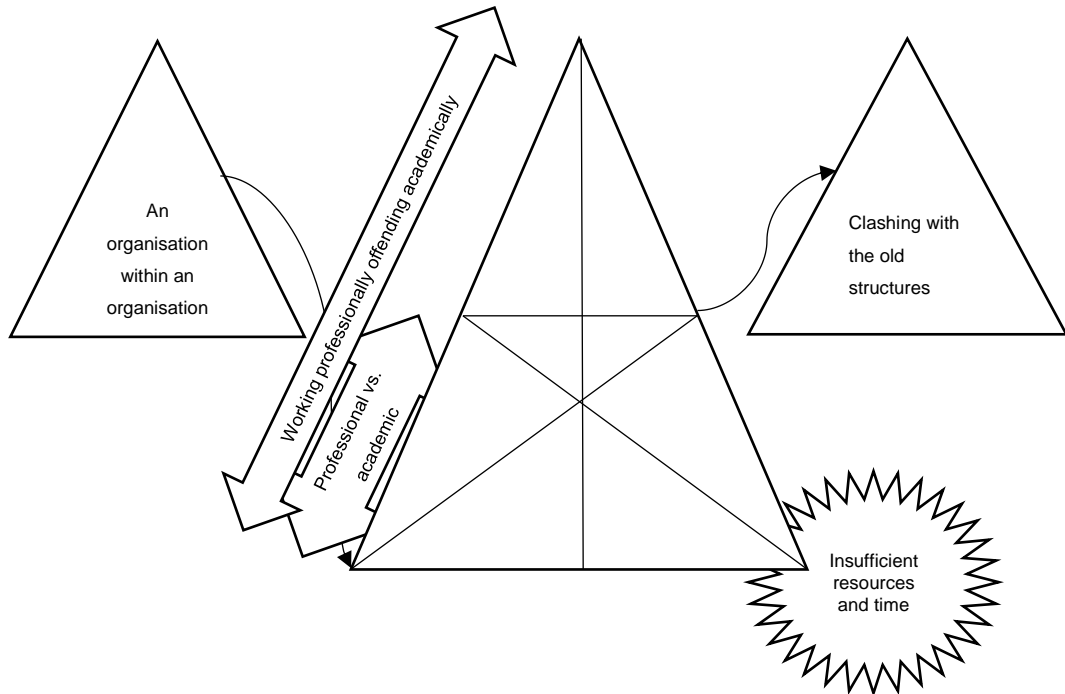 An
organisation
within an
organisation
Working professionally offending academically
Professional vs.
academic
Clashing with
the old
structures
Insufficient
resources
and time